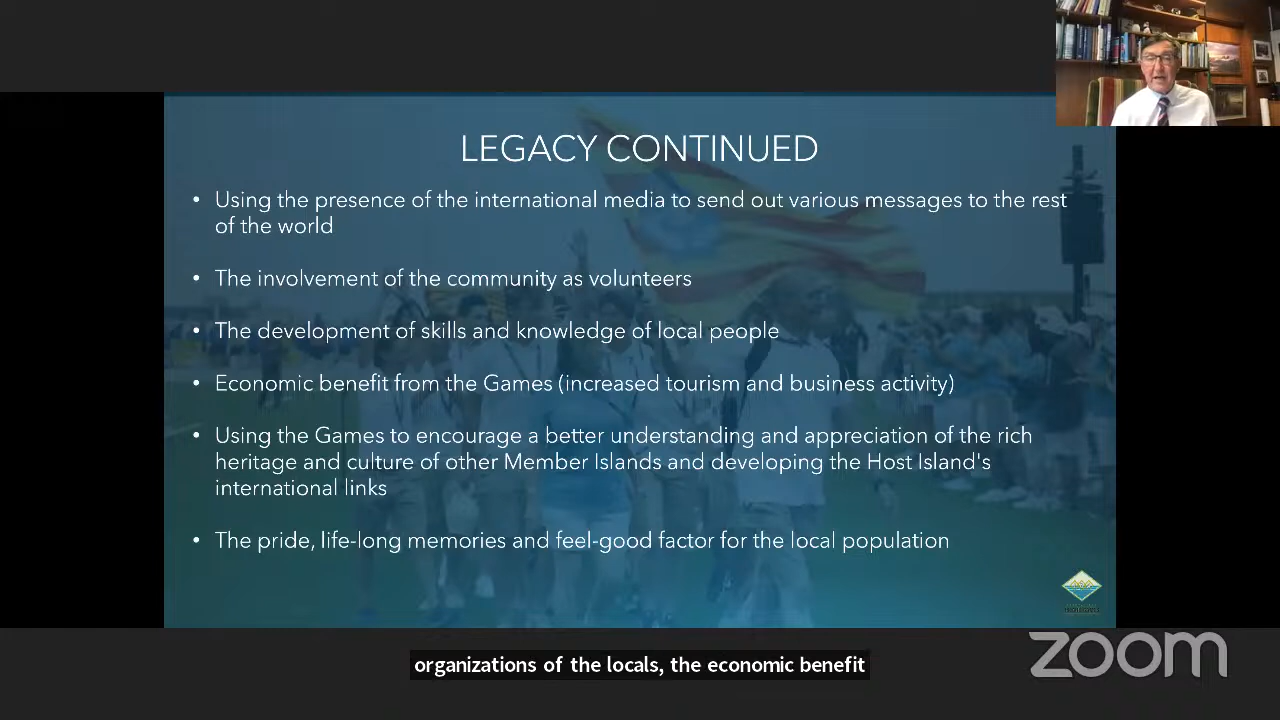 LEGACY CONTINUED
• Using the presence of the international media to send out various messages to the rest
of the world
• The involvement of the community as volunteers
• The development of skills and knowledge of local people
• Economic benefit from the Games (increased tourism and business activity)
• Using the Games to encourage a better understanding and appreciation of the rich
heritage and culture of other Member Islands and developing the Host Island's
international links
• The pride, life-long memories and feel-good factor for the local population
organizations of the locals, the economic benefit
zoom